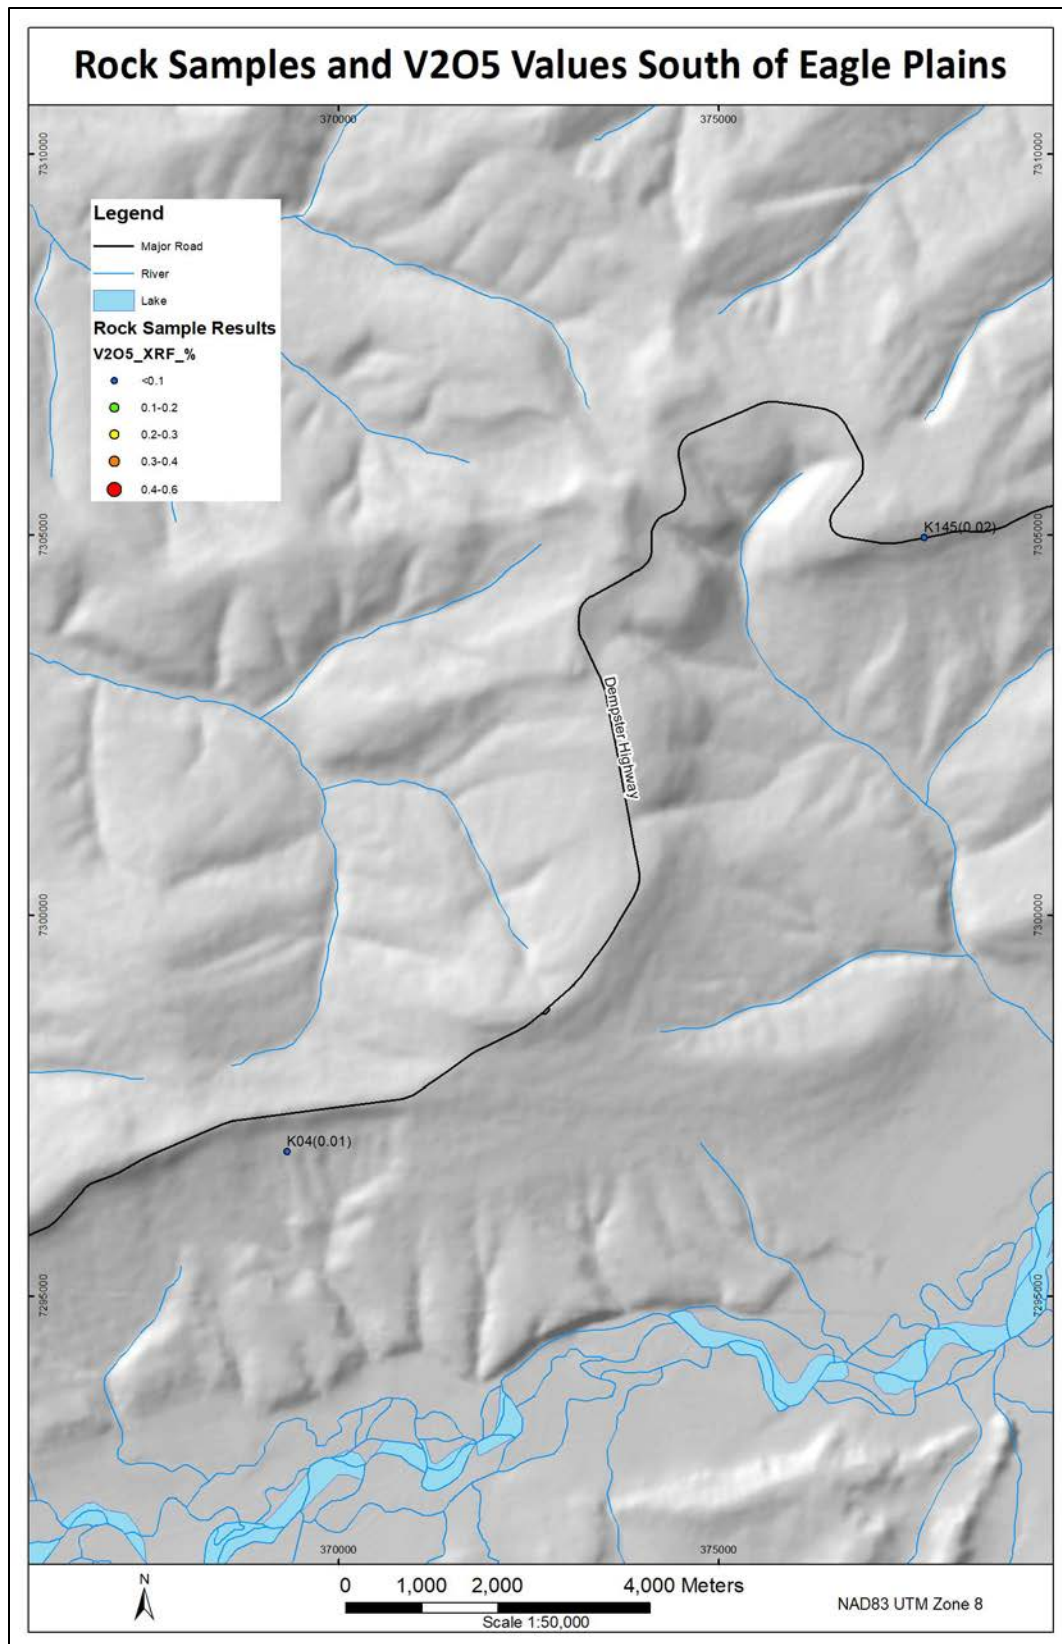 Rock Samples and V2O5 Values South of Eagle Plains
370000
375000
7310000
7310000
Legend
Major Road
River
Lake
Rock Sample Results
V2O5_XRF_%
<0.1
0.1-0.2
0.2-0.3
0.3-0.4
0.4-0.6
K145(0.02)
7305000
7305000
Dempster Highway
7300000
7300000
K04(0.01)
7295000
7295000
370000
375000
N
0 1,000 2,000 4,000 Meters
Scale 1:50,000
NAD83 UTM Zone 8